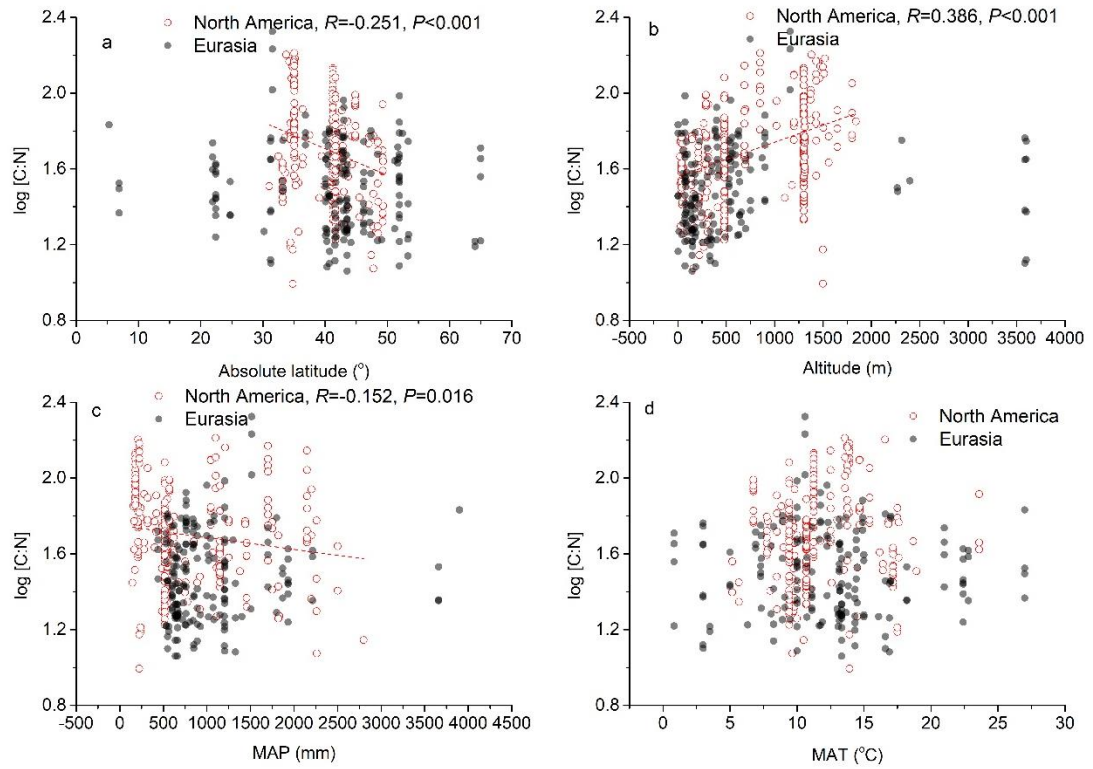 North America, R=-0.251, P<0.001
Eurasia
a
log [C:N]
2.4
2.0
1.6
1.2
0.8
0 10 20 30 40 50 60 70
Absolute latitude (°)
North America, R=0.386, P<0.001
Eurasia
b
log [C:N]
2.4
2.0
1.6
1.2
0.8
-500 0 500 1000 1500 2000 2500 3000 3500 4000
Altitude (m)
North America, R=-0.152, P=0.016
Eurasia
c
log [C:N]
2.4
2.0
1.6
1.2
0.8
-500 0 500 1000 1500 2000 2500 3000 3500 4000 4500
MAP (mm)
North America
Eurasia
d
log [C:N]
2.4
2.0
1.6
1.2
0.8
0 5 10 15 20 25 30
MAT (°C)